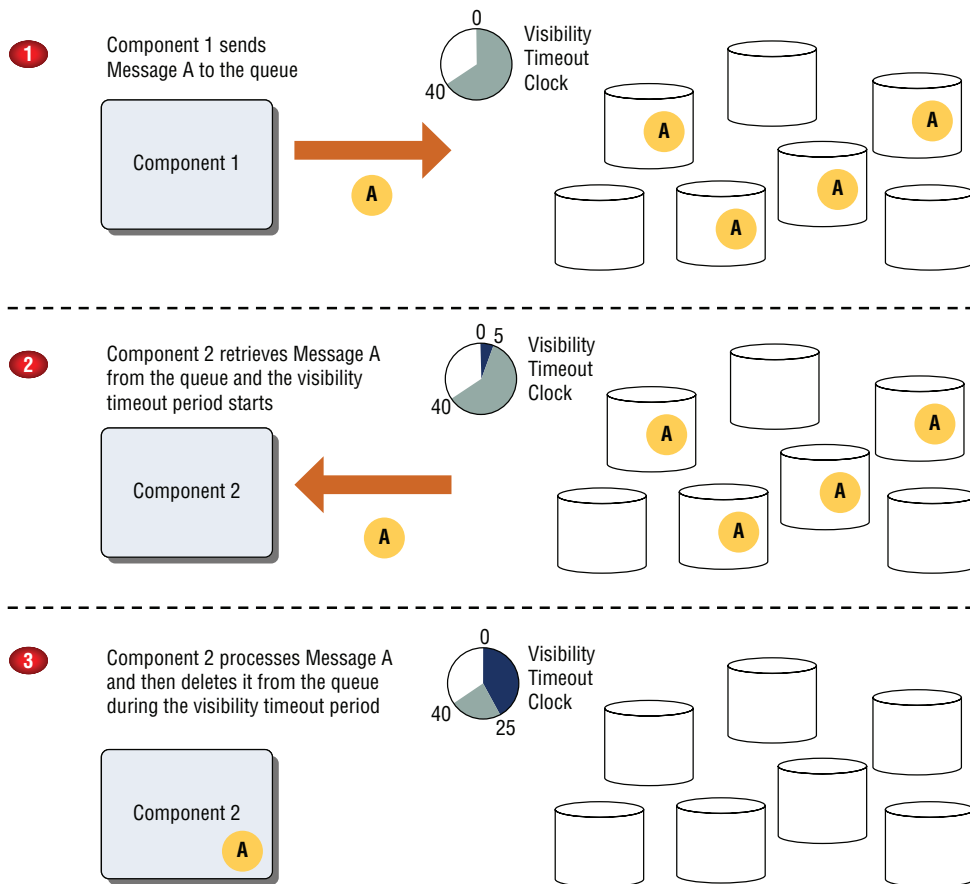 1
Component 1 sends
Message A to the queue
0
40
Visibility
Timeout
Clock
Component 1
A
A
A
A
A
2
Component 2 retrieves Message A
from the queue and the visibility
timeout period starts
0 5
40
Visibility
Timeout
Clock
Component 2
A
A
A
A
A
3
Component 2 processes Message A
and then deletes it from the queue
during the visibility timeout period
0
40
25
Visibility
Timeout
Clock
Component 2
A